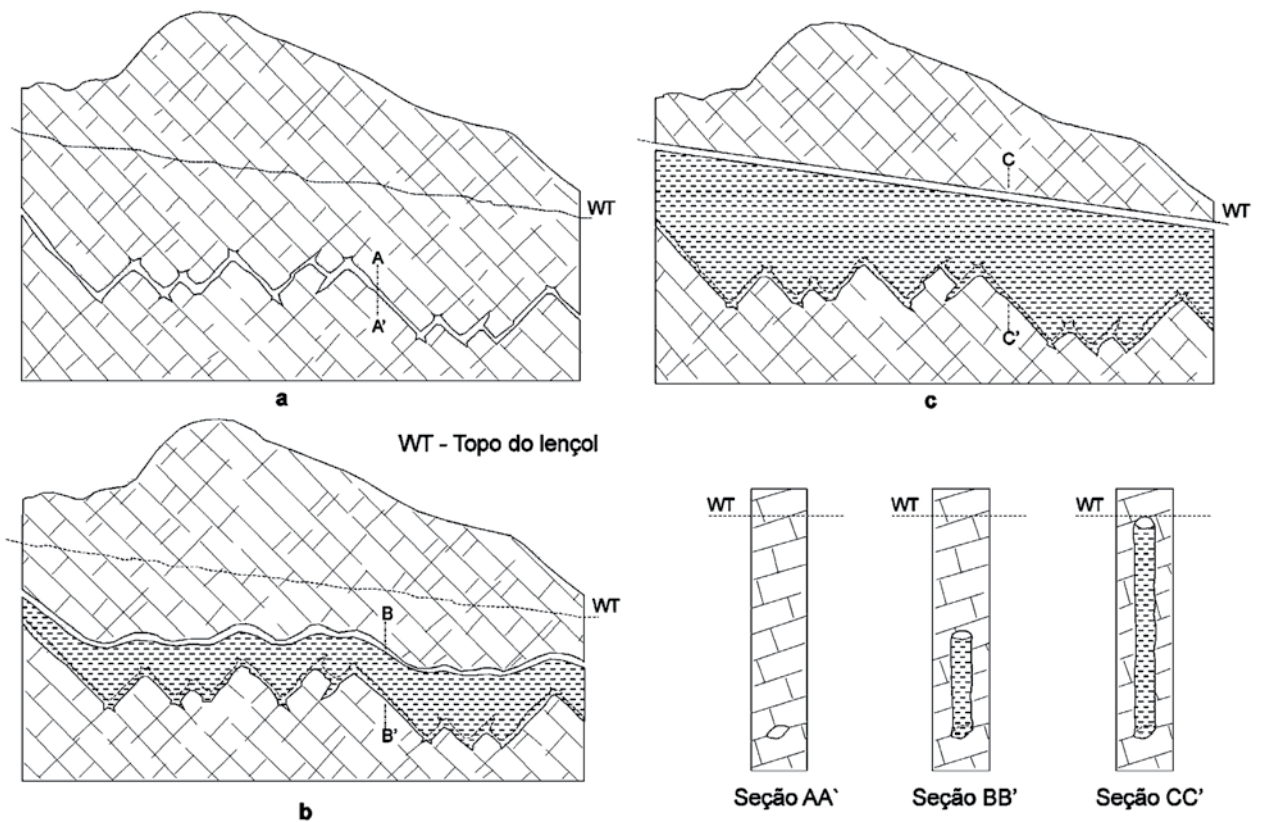 WT
A
A'
a
C
WT
C'
c
WT - Topo do lençol
WT
B
B'
b
WT
WT
WT
Seção AA`
Seção BB'
Seção CC'